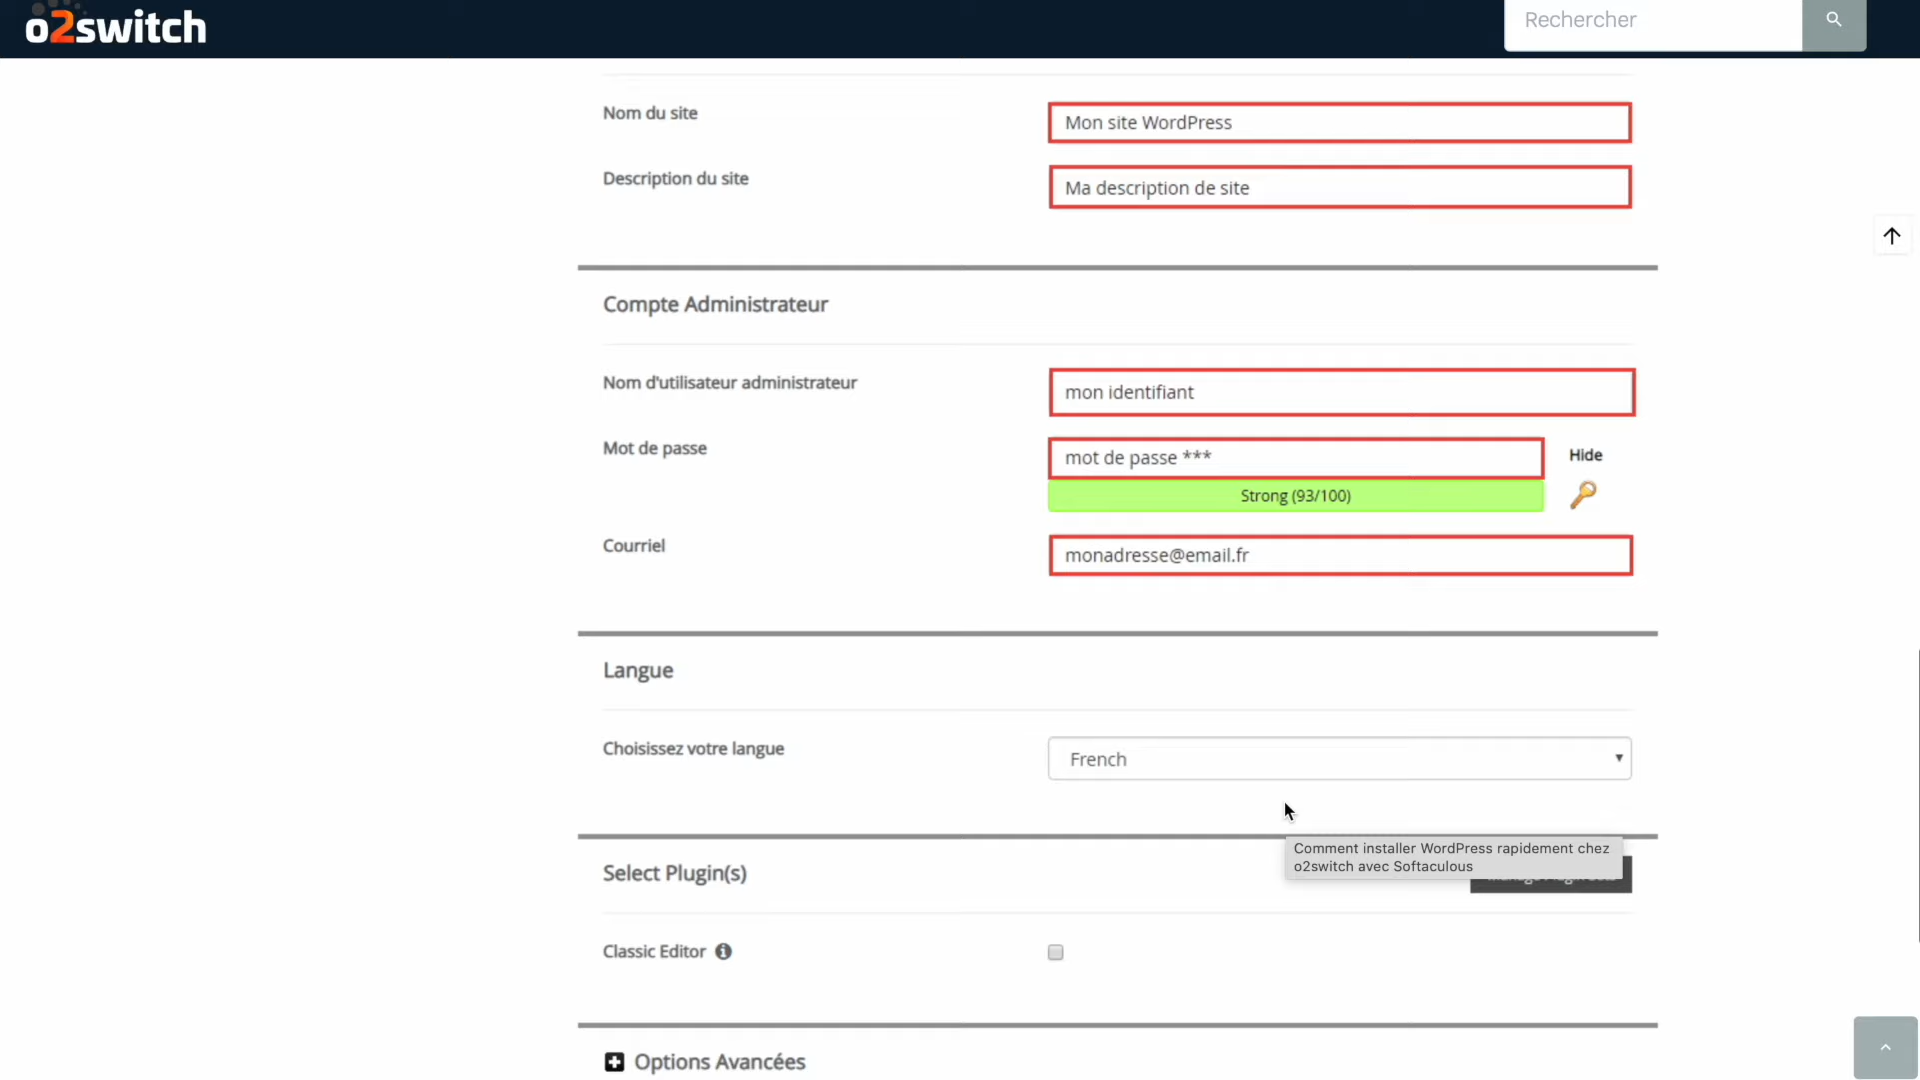 o2switch
Rechercher
Nom du site
Mon site WordPress
Description du site
Ma description de site
Compte Administrateur
Nom d'utilisateur administrateur
mon identifiant
Mot de passe
mot de passe ***
Hide
Strong (93/100)
Courriel
monadresse@email.fr
Langue
Choisissez votre langue
French
Comment installer WordPress rapidement chez
o2switch avec Softaculous
Select Plugin(s)
Classic Editor
Options Avancées